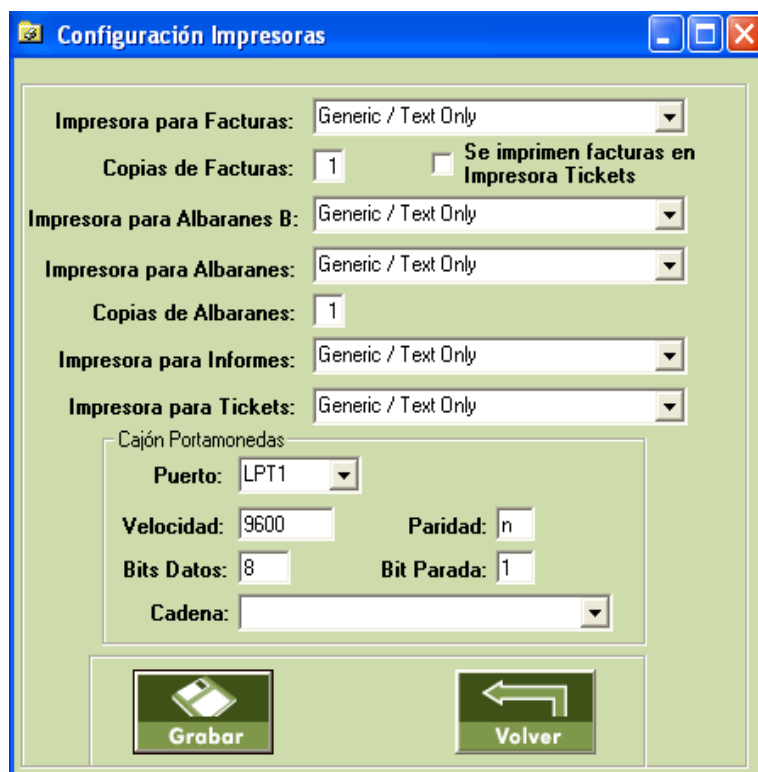 Configuración Impresoras
Impresora para Facturas: Generic / Text Only
Copias de Facturas: 1 Se imprimen facturas en
Impresora Tickets
Impresora para Albaranes B: Generic / Text Only
Impresora para Albaranes: Generic / Text Only
Copias de Albaranes: 1
Impresora para Informes: Generic / Text Only
Impresora para Tickets: Generic / Text Only
Cajón Portamonedas
Puerto: LPT1
Velocidad: 9600 Paridad: n
Bits Datos: 8 Bit Parada: 1
Cadena:
Grabar Volver